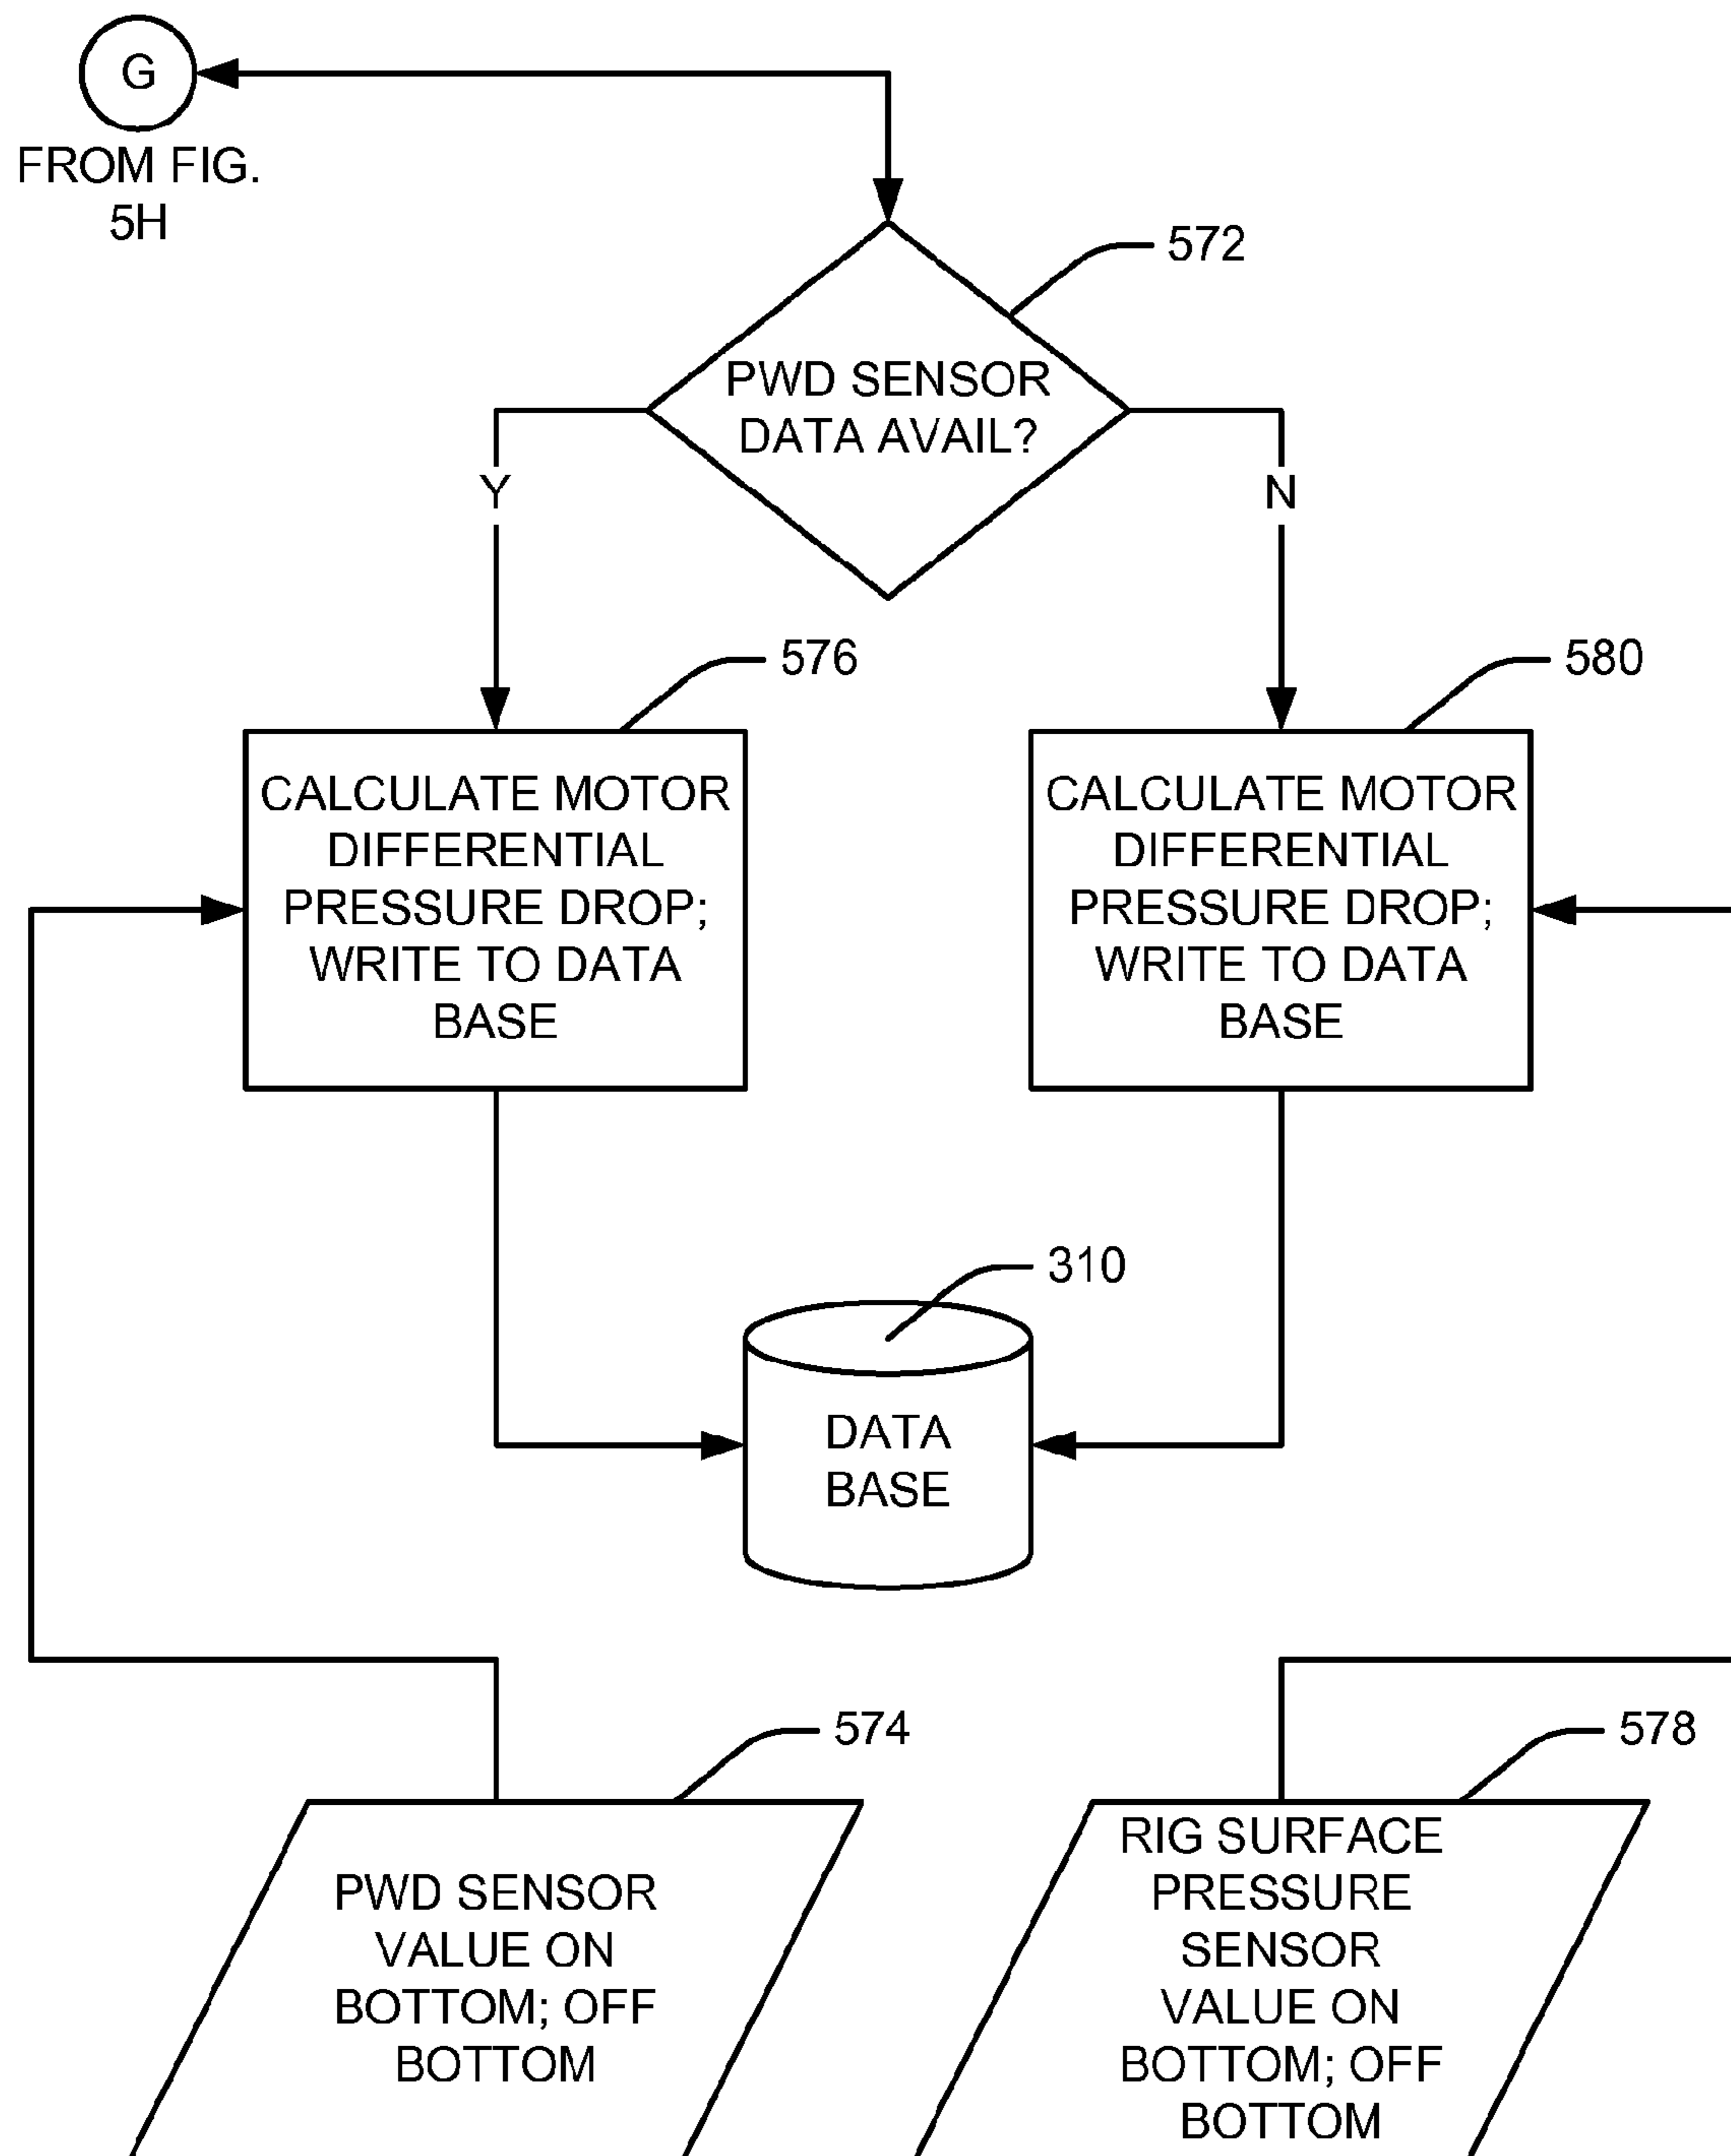 G
FROM FIG.
5H
572
PWD SENSOR
DATA AVAIL?
Y
N
576
580
CALCULATE MOTOR
DIFFERENTIAL
PRESSURE DROP;
WRITE TO DATA
BASE
CALCULATE MOTOR
DIFFERENTIAL
PRESSURE DROP;
WRITE TO DATA
BASE
310
DATA
BASE
574
578
PWD SENSOR
VALUE ON
BOTTOM; OFF
BOTTOM
RIG SURFACE
PRESSURE
SENSOR
VALUE ON
BOTTOM; OFF
BOTTOM